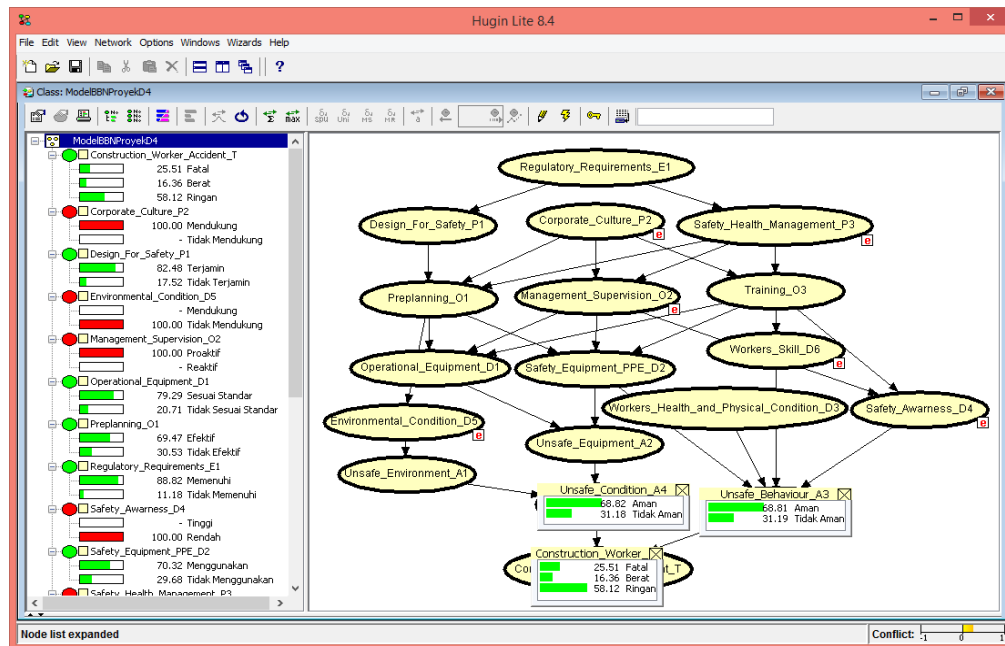 Hugin Lite 8.4
File Edit View Network Options Windows Wizards Help
Class: ModelBBNProyekD4
ModelBBNProyekD4
Construction_Worker_Accident_T
25.51 Fatal
16.36 Berat
58.12 Ringan
Corporate_Culture_P2
100.00 Mendukung
- Tidak Mendukung
Design_For_Safety_P1
82.48 Terjamin
17.52 Tidak Terjamin
Environmental_Condition_D5
- Mendukung
100.00 Tidak Mendukung
Management_Supervision_O2
100.00 Proaktif
- Reaktif
Operational_Equipment_D1
79.29 Sesuai Standar
20.71 Tidak Sesuai Standar
Preplanning_O1
69.47 Efektif
30.53 Tidak Efektif
Regulatory_Requirements_E1
88.82 Memenuhi
11.18 Tidak Memenuhi
Safety_Awarness_D4
- Tinggi
100.00 Rendah
Safety_Equipment_PPE_D2
70.32 Menggunakan
29.68 Tidak Menggunakan
Safety_Health_Management_P3
Regulatory_Requirements_E1
Design_For_Safety_P1
Corporate_Culture_P2
e
Safety_Health_Management_P3
e
Preplanning_O1
Management_Supervision_O2
e
Training_O3
Operational_Equipment_D1
Safety_Equipment_PPE_D2
Workers_Skill_D6
e
Environmental_Condition_D5
e
Workers_Health_and_Physical_Condition_D3
Safety_Awarness_D4
e
Unsafe_Equipment_A2
Unsafe_Environment_A1
Unsafe_Condition_A4
68.82 Aman
31.18 Tidak Aman
Unsafe_Behaviour_A3
68.81 Aman
31.19 Tidak Aman
Construction_Worker_
25.51 Fatal
16.36 Berat
58.12 Ringan
Node list expanded
Conflict: -1 0 1